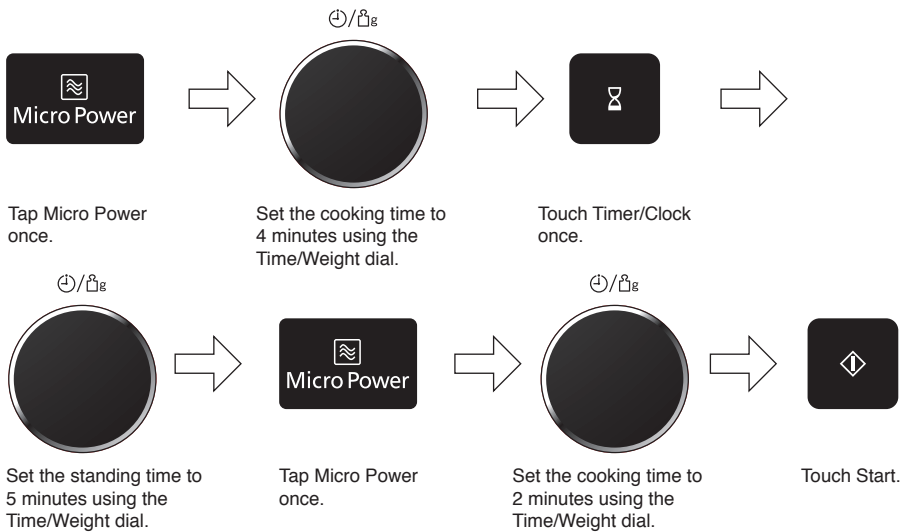 /g
Micro Power
Tap Micro Power
once.
Set the cooking time to
4 minutes using the
Time/Weight dial.
Touch Timer/Clock
once.
/g
Micro Power
Set the standing time to
5 minutes using the
Time/Weight dial.
Tap Micro Power
once.
Set the cooking time to
2 minutes using the
Time/Weight dial.
Touch Start.
/g